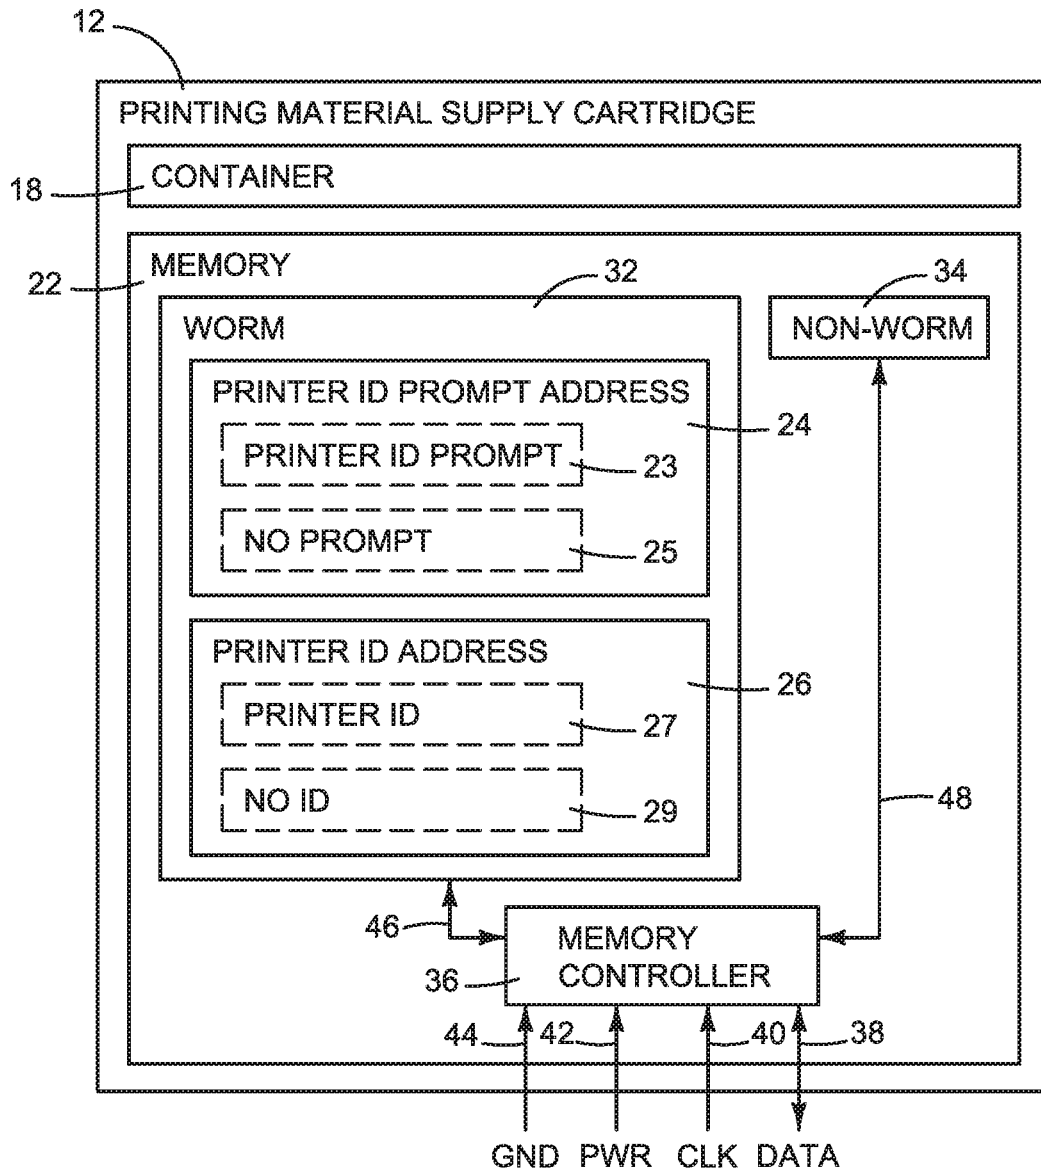 12
PRINTING MATERIAL SUPPLY CARTRIDGE
CONTAINER
18
MEMORY
22
32
34
WORM
NON-WORM
PRINTER ID PROMPT ADDRESS
24
PRINTER ID PROMPT
23
NO PROMPT
25
PRINTER ID ADDRESS
26
PRINTER ID
27
NO ID
29
48
46
MEMORY
CONTROLLER
36
44
42
40
38
GND PWR CLK DATA